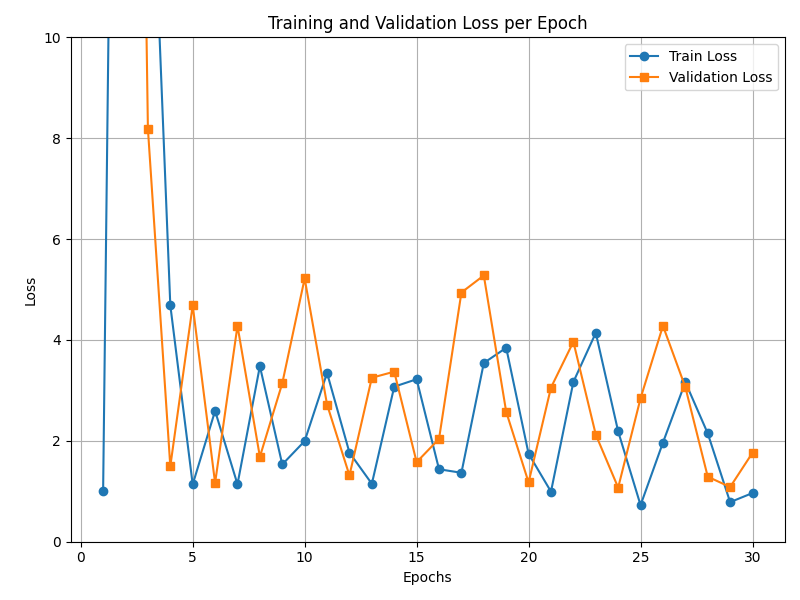 Training and Validation Loss per Epoch
Train Loss
Validation Loss
Loss
10
8
6
4
2
0
0 5 10 15 20 25 30
Epochs